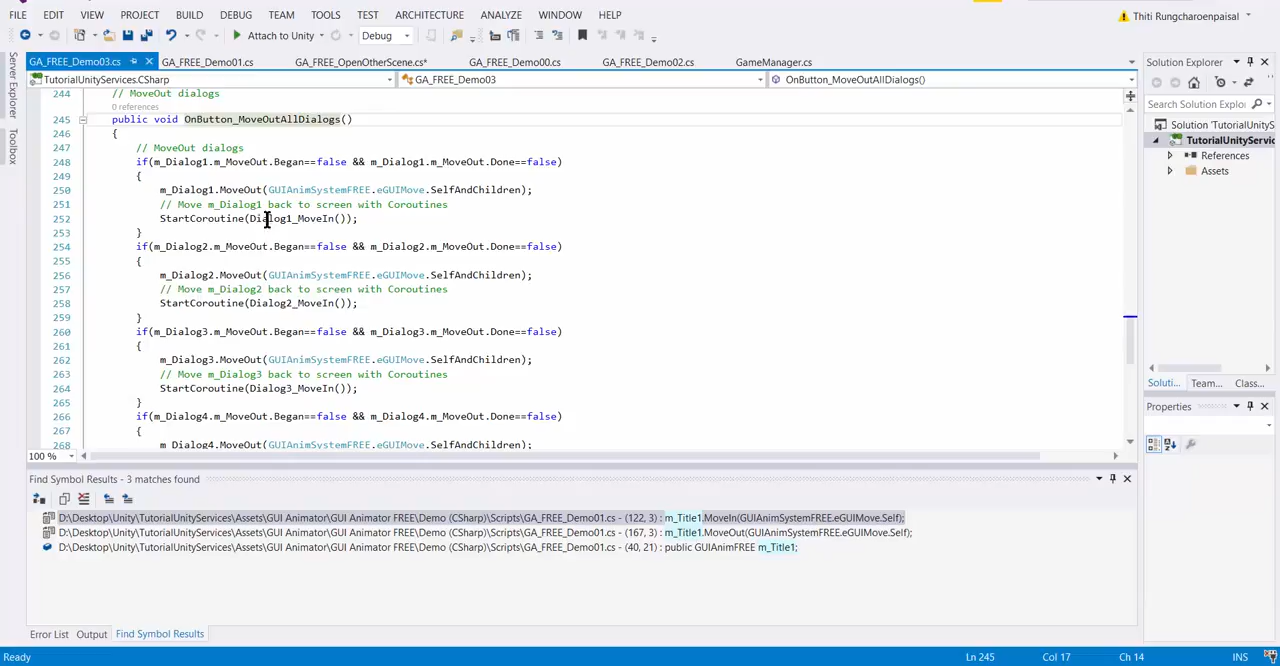 FILE EDIT VIEW PROJECT BUILD DEBUG TEAM TOOLS TEST ARCHITECTURE ANALYZE WINDOW HELP
Thiti Rungcharoenpaisal
Attach to Unity Debug
Server Explorer
Toolbox
GA_FREE_Demo03.cs GA_FREE_Demo01.cs GA_FREE_OpenOtherScene.cs* GA_FREE_Demo00.cs GA_FREE_Demo02.cs GameManager.cs
TutorialUnityServices.CSharp GA_FREE_Demo03 OnButton_MoveOutAllDialogs()
244 // MoveOut dialogs
0 references
245 public void OnButton_MoveOutAllDialogs()
246 {
247 // MoveOut dialogs
248 if(m_Dialog1.m_MoveOut.Began==false && m_Dialog1.m_MoveOut.Done==false)
249 {
250 m_Dialog1.MoveOut(GUIAnimSystemFREE.eGUIMove.SelfAndChildren);
251 // Move m_Dialog1 back to screen with Coroutines
252 StartCoroutine(Dialog1_MoveIn());
253 }
254 if(m_Dialog2.m_MoveOut.Began==false && m_Dialog2.m_MoveOut.Done==false)
255 {
256 m_Dialog2.MoveOut(GUIAnimSystemFREE.eGUIMove.SelfAndChildren);
257 // Move m_Dialog2 back to screen with Coroutines
258 StartCoroutine(Dialog2_MoveIn());
259 }
260 if(m_Dialog3.m_MoveOut.Began==false && m_Dialog3.m_MoveOut.Done==false)
261 {
262 m_Dialog3.MoveOut(GUIAnimSystemFREE.eGUIMove.SelfAndChildren);
263 // Move m_Dialog3 back to screen with Coroutines
264 StartCoroutine(Dialog3_MoveIn());
265 }
266 if(m_Dialog4.m_MoveOut.Began==false && m_Dialog4.m_MoveOut.Done==false)
267 {
268 m_Dialog4.MoveOut(GUIAnimSystemFREE.eGUIMove.SelfAndChildren);
100 %
Solution Explorer
Search Solution Explo
Solution 'TutorialUnityS
TutorialUnityServic
References
Assets
Soluti... Team... Class...
Properties
Find Symbol Results - 3 matches found
D:\Desktop\Unity\TutorialUnityServices\Assets\GUI Animator\GUI Animator FREE\Demo (CSharp)\Scripts\GA_FREE_Demo01.cs - (122, 3) : m_Title1.MoveIn(GUIAnimSystemFREE.eGUIMove.Self);
D:\Desktop\Unity\TutorialUnityServices\Assets\GUI Animator\GUI Animator FREE\Demo (CSharp)\Scripts\GA_FREE_Demo01.cs - (167, 3) : m_Title1.MoveOut(GUIAnimSystemFREE.eGUIMove.Self);
D:\Desktop\Unity\TutorialUnityServices\Assets\GUI Animator\GUI Animator FREE\Demo (CSharp)\Scripts\GA_FREE_Demo01.cs - (40, 21) : public GUIAnimFREE m_Title1;
Error List Output Find Symbol Results
Ready Ln 245 Col 17 Ch 14 INS